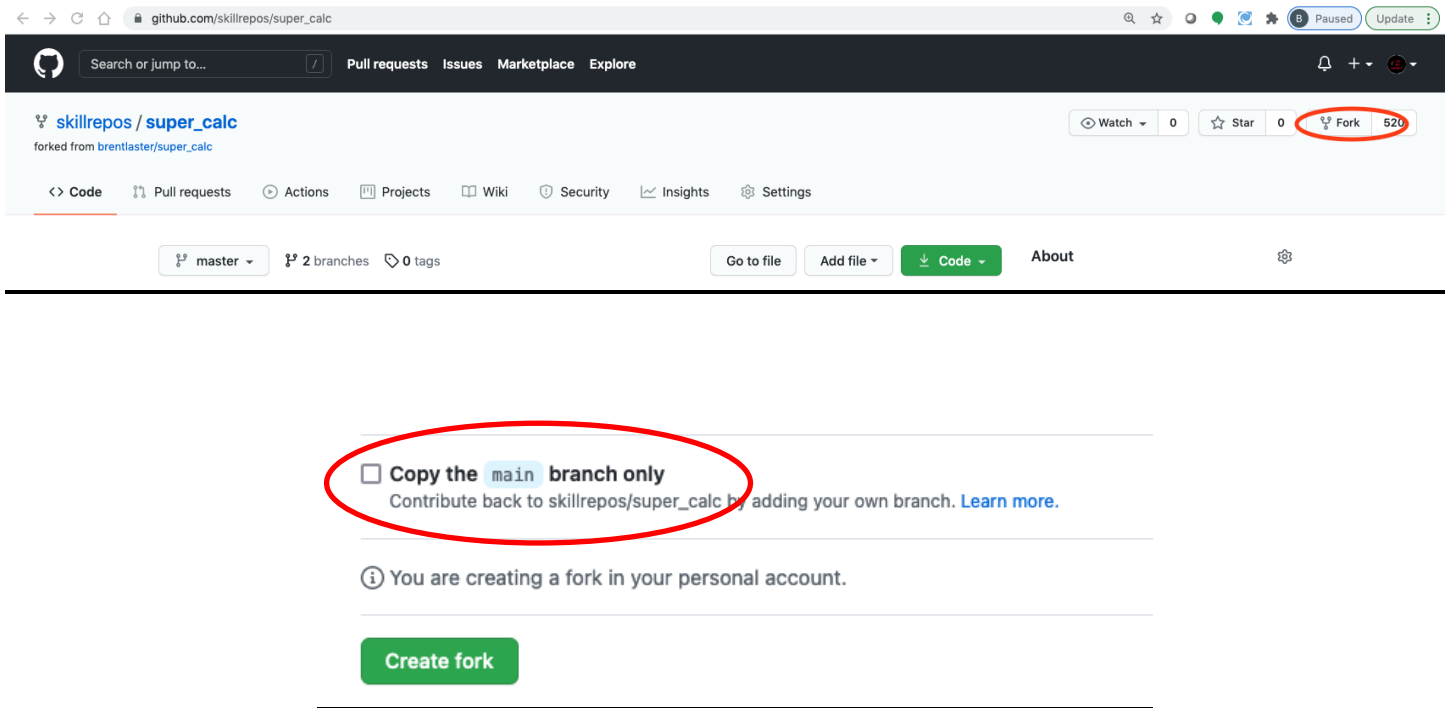 github.com/skillrepos/super_calc B Paused Update
Search or jump to... / Pull requests Issues Marketplace Explore
skillrepos / super_calc Watch 0 Star 0 Fork 520
forked from brentlaster/super_calc
Code Pull requests Actions Projects Wiki Security Insights Settings
master 2 branches 0 tags Go to file Add file Code About
Copy the main branch only
Contribute back to skillrepos/super_calc by adding your own branch. Learn more.
You are creating a fork in your personal account.
Create fork